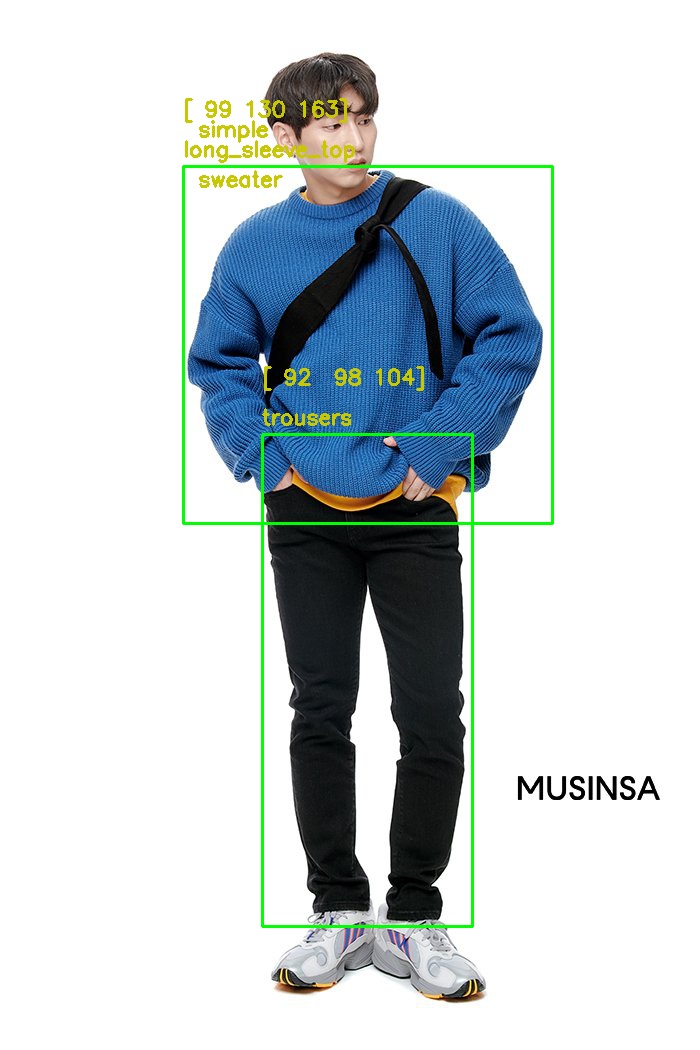 [ 99 130 163]
simple
long_sleeve_top
sweater
[ 92  98 104]
trousers
MUSINSA